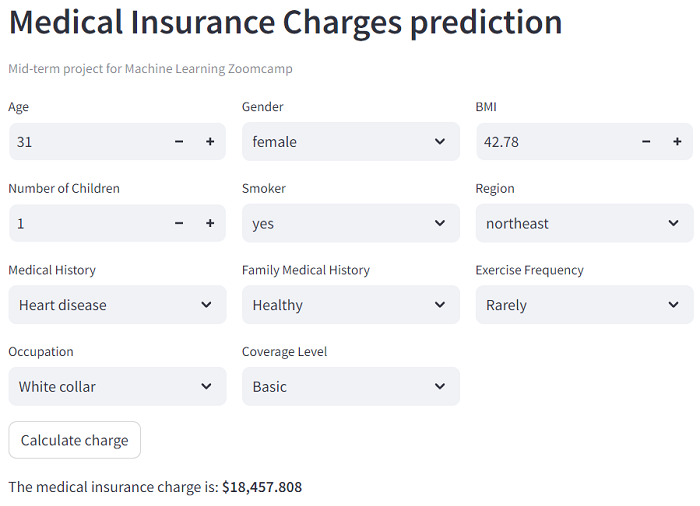 Medical Insurance Charges prediction
Mid-term project for Machine Learning Zoomcamp
Age Gender BMI
31 − + female 42.78 − +
Number of Children Smoker Region
1 − + yes northeast
Medical History Family Medical History Exercise Frequency
Heart disease Healthy Rarely
Occupation Coverage Level
White collar Basic
Calculate charge
The medical insurance charge is: $18,457.808